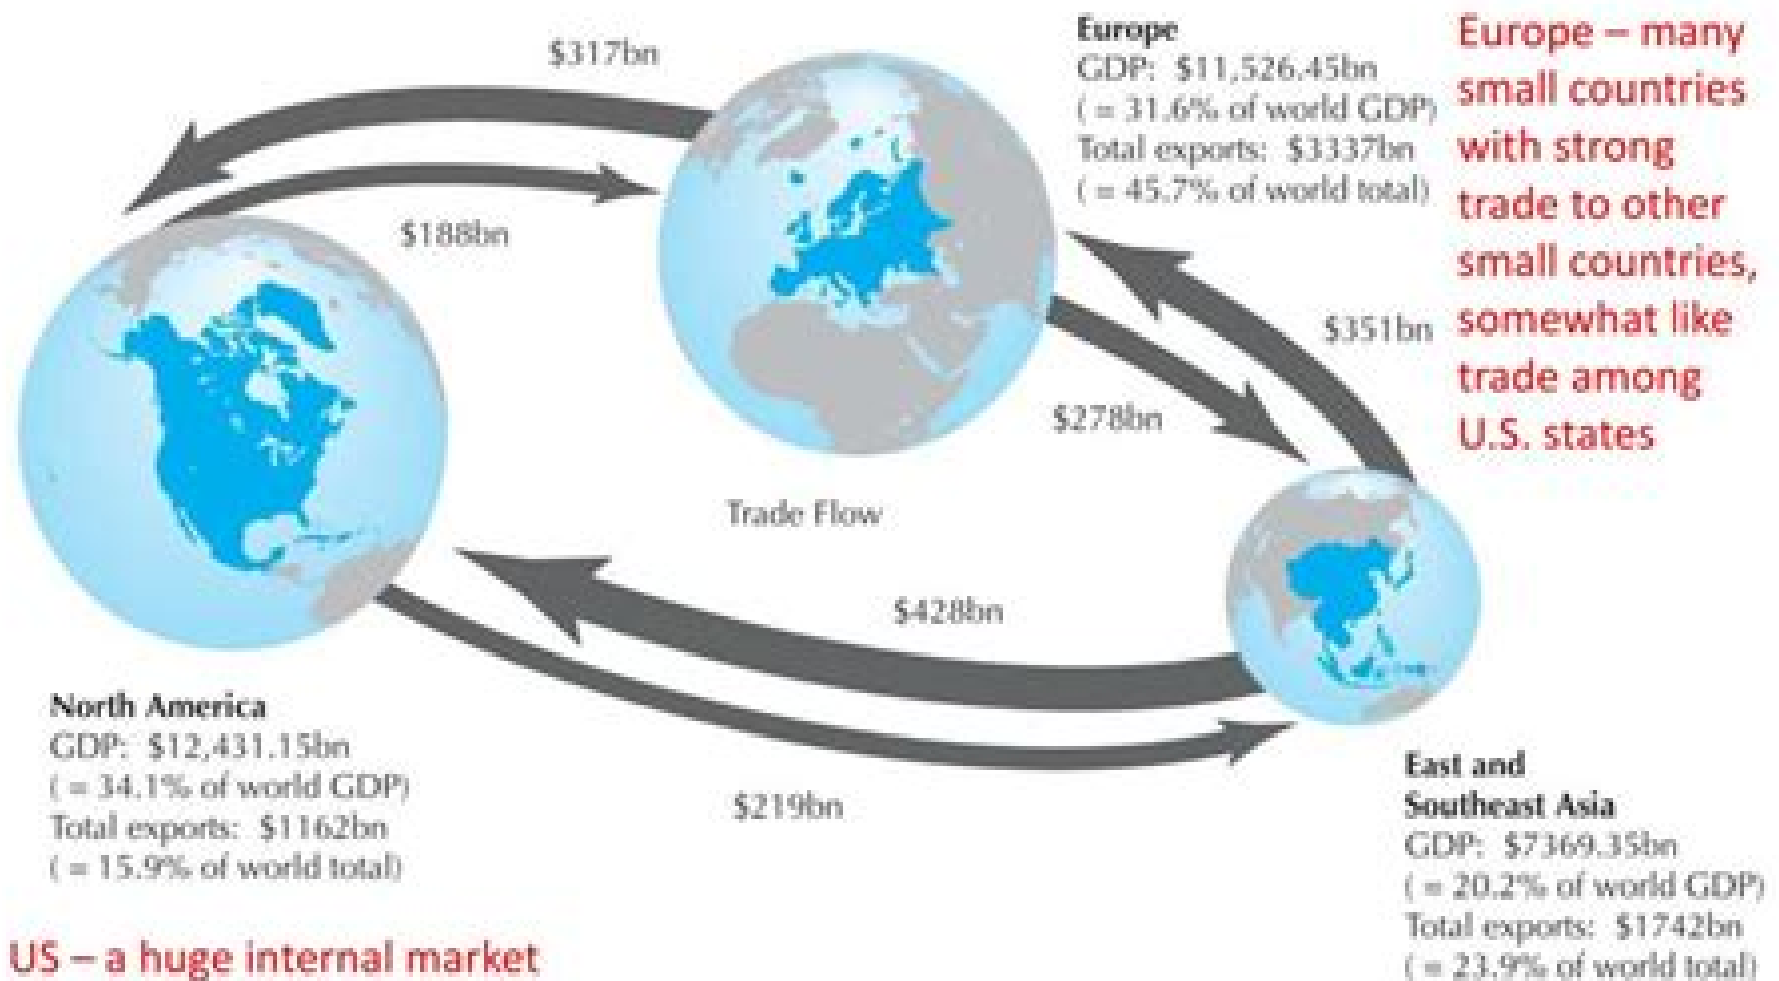 $317bn
$188bn
Europe
GDP: $11,526.45bn
( = 31.6% of world GDP)
Total exports: $3337bn
( = 45.7% of world total)
Europe – many
small countries
with strong
trade to other
small countries,
somewhat like
trade among
U.S. states
$351bn
$278bn
Trade Flow
$428bn
$219bn
North America
GDP: $12,431.15bn
( = 34.1% of world GDP)
Total exports: $1162bn
( = 15.9% of world total)
US – a huge internal market
East and
Southeast Asia
GDP: $7369.35bn
( = 20.2% of world GDP)
Total exports: $1742bn
( = 23.9% of world total)